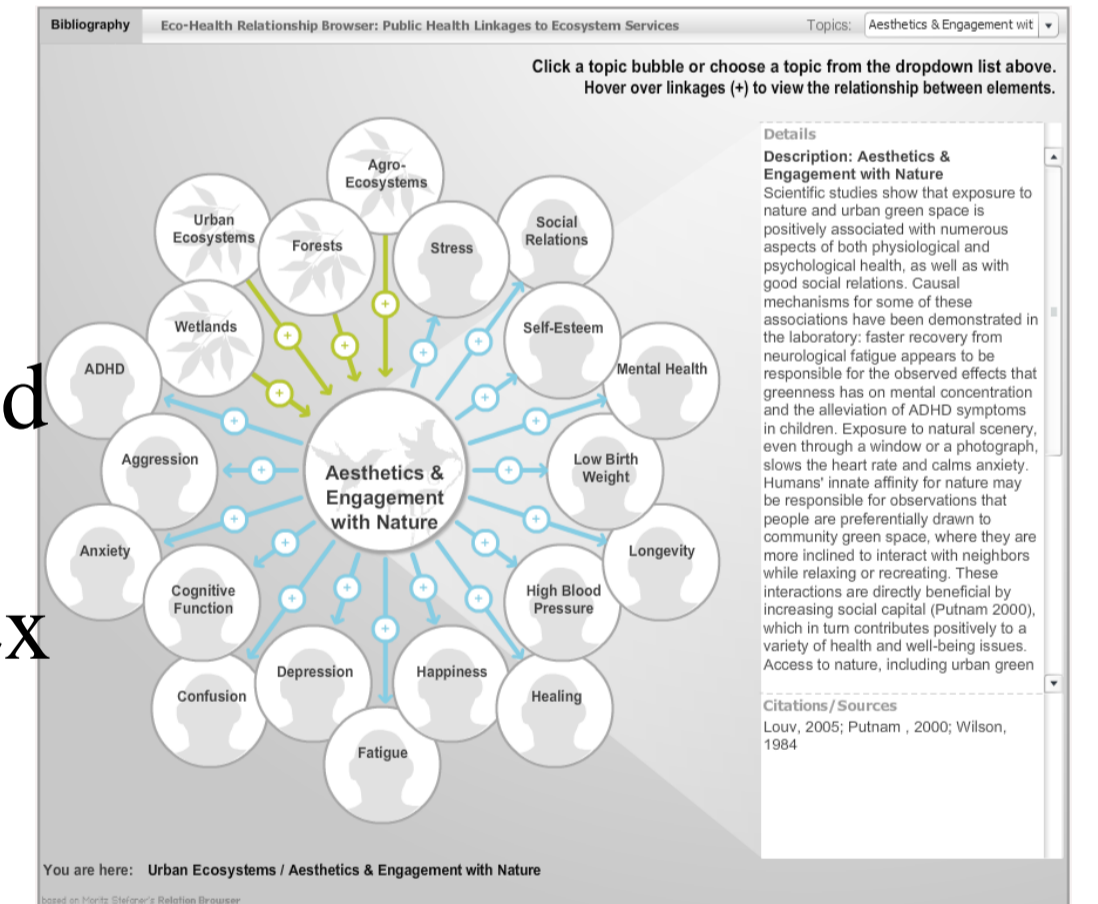 Bibliography
Eco-Health Relationship Browser: Public Health Linkages to Ecosystem Services
Topics:
Aesthetics & Engagement wit
Click a topic bubble or choose a topic from the dropdown list above.
Hover over linkages (+) to view the relationship between elements.
Agro-
Ecosystems
Urban
Ecosystems
Forests
Stress
Social
Relations
Wetlands
Self-Esteem
ADHD
Mental Health
Aggression
Low Birth
Weight
Aesthetics &
Engagement
with Nature
Anxiety
Longevity
Cognitive
Function
High Blood
Pressure
Confusion
Depression
Happiness
Healing
Fatigue
d
x
Details
Description: Aesthetics &
Engagement with Nature
Scientific studies show that exposure to
nature and urban green space is
positively associated with numerous
aspects of both physiological and
psychological health, as well as with
good social relations. Causal
mechanisms for some of these
associations have been demonstrated in
the laboratory: faster recovery from
neurological fatigue appears to be
responsible for the observed effects that
greenness has on mental concentration
and the alleviation of ADHD symptoms
in children. Exposure to natural scenery,
even through a window or a photograph,
slows the heart rate and calms anxiety.
Humans' innate affinity for nature may
be responsible for observations that
people are preferentially drawn to
community green space, where they are
more inclined to interact with neighbors
while relaxing or recreating. These
interactions are directly beneficial by
increasing social capital (Putnam 2000),
which in turn contributes positively to a
variety of health and well-being issues.
Access to nature, including urban green
Citations/Sources
Louv, 2005; Putnam , 2000; Wilson,
1984
You are here: Urban Ecosystems / Aesthetics & Engagement with Nature
based on Moritz Stefaner's Relation Browser